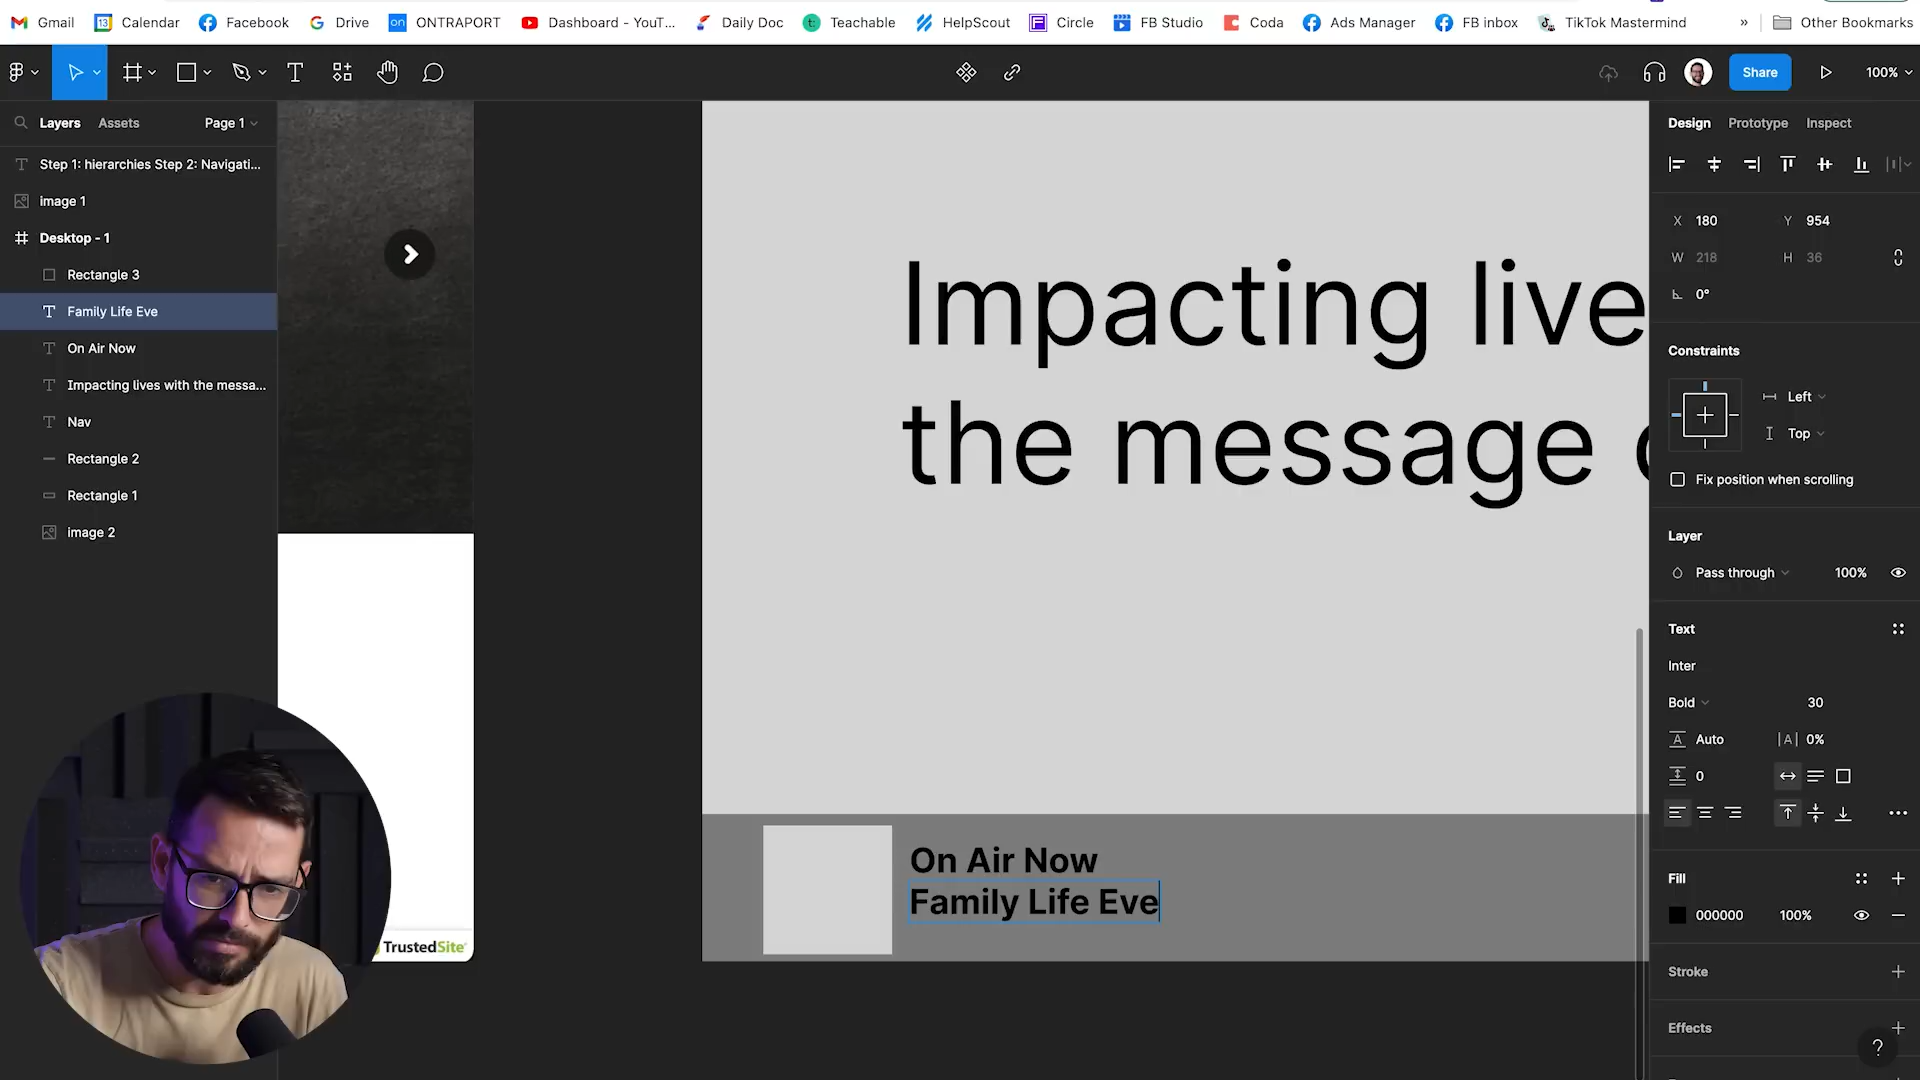 Gmail
13 Calendar
Facebook
Drive
on ONTRAPORT
Dashboard - YouT...
Daily Doc
t Teachable
HelpScout
Circle
FB Studio
Coda
Ads Manager
FB inbox
TikTok Mastermind
»
Other Bookmarks
Share
100%
Layers
Assets
Page 1
Step 1: hierarchies Step 2: Navigati...
image 1
Desktop - 1
Rectangle 3
Family Life Eve
On Air Now
Impacting lives with the messa...
Nav
Rectangle 2
Rectangle 1
image 2
TrustedSite
Impacting live
the message
On Air Now
Family Life Eve
Design
Prototype
Inspect
X 180
Y 954
W 218
H 36
0°
Constraints
Left
Top
Fix position when scrolling
Layer
Pass through
100%
Text
Inter
Bold
30
A Auto
|A| 0%
0
Fill
000000
100%
Stroke
Effects
?